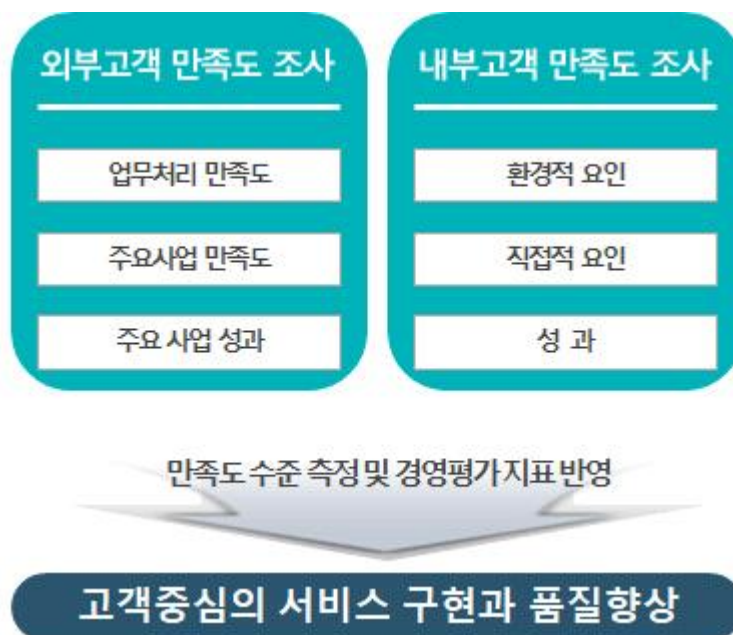 외부고객 만족도 조사
업무처리 만족도
주요사업 만족도
주요 사업 성과
내부고객 만족도 조사
환경적 요인
직접적 요인
성 과
만족도 수준 측정 및 경영평가 지표 반영
고객중심의 서비스 구현과 품질향상